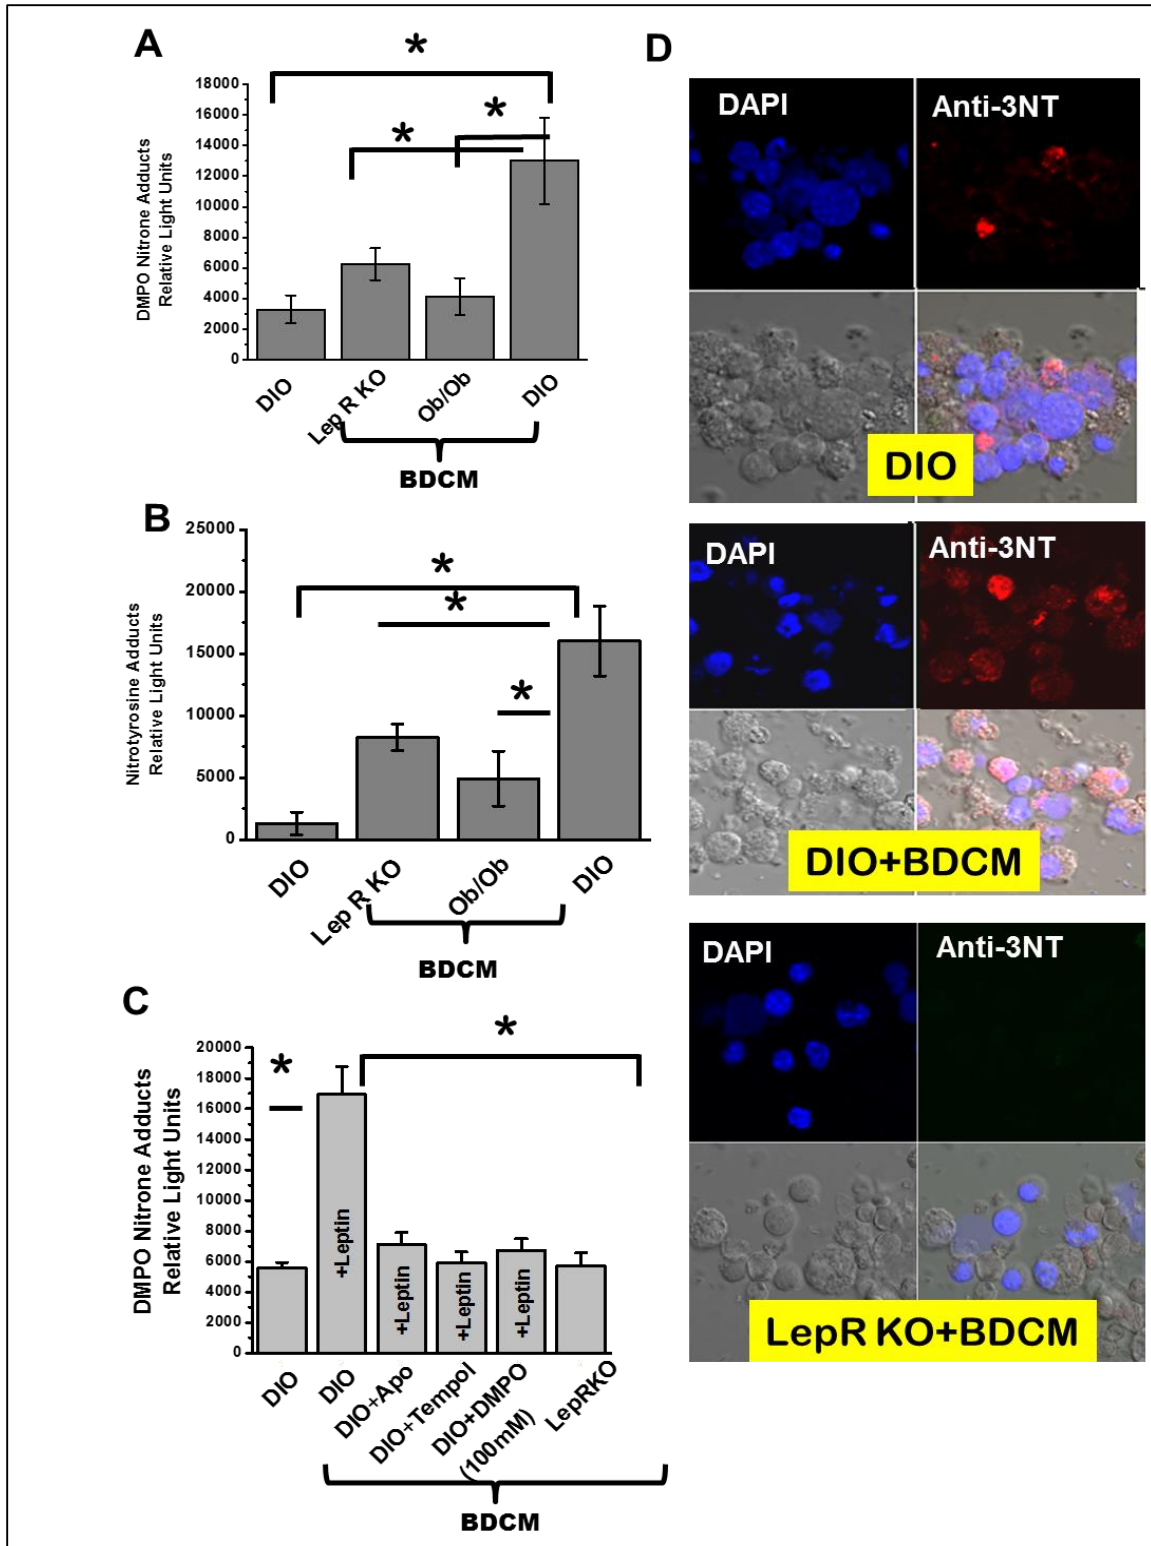 A
*
*
*
18000
16000
14000
12000
10000
8000
6000
4000
2000
0
DMPO Nitrone Adducts
Relative Light Units
DIO
Lep R KO
Ob/Ob
DIO
BDCM
B
*
*
*
25000
20000
15000
10000
5000
0
Nitrotyrosine Adducts
Relative Light Units
DIO
Lep R KO
Ob/Ob
DIO
BDCM
C
*
*
20000
18000
16000
14000
12000
10000
8000
6000
4000
2000
0
DMPO Nitrone Adducts
Relative Light Units
+Leptin
+Leptin
+Leptin
+Leptin
DIO
DIO
DIO+Apo
DIO+Tempol
DIO+DMPO
(100mM)
LepRKO
BDCM
D
DAPI
Anti-3NT
DIO
DAPI
Anti-3NT
DIO+BDCM
DAPI
Anti-3NT
LepR KO+BDCM